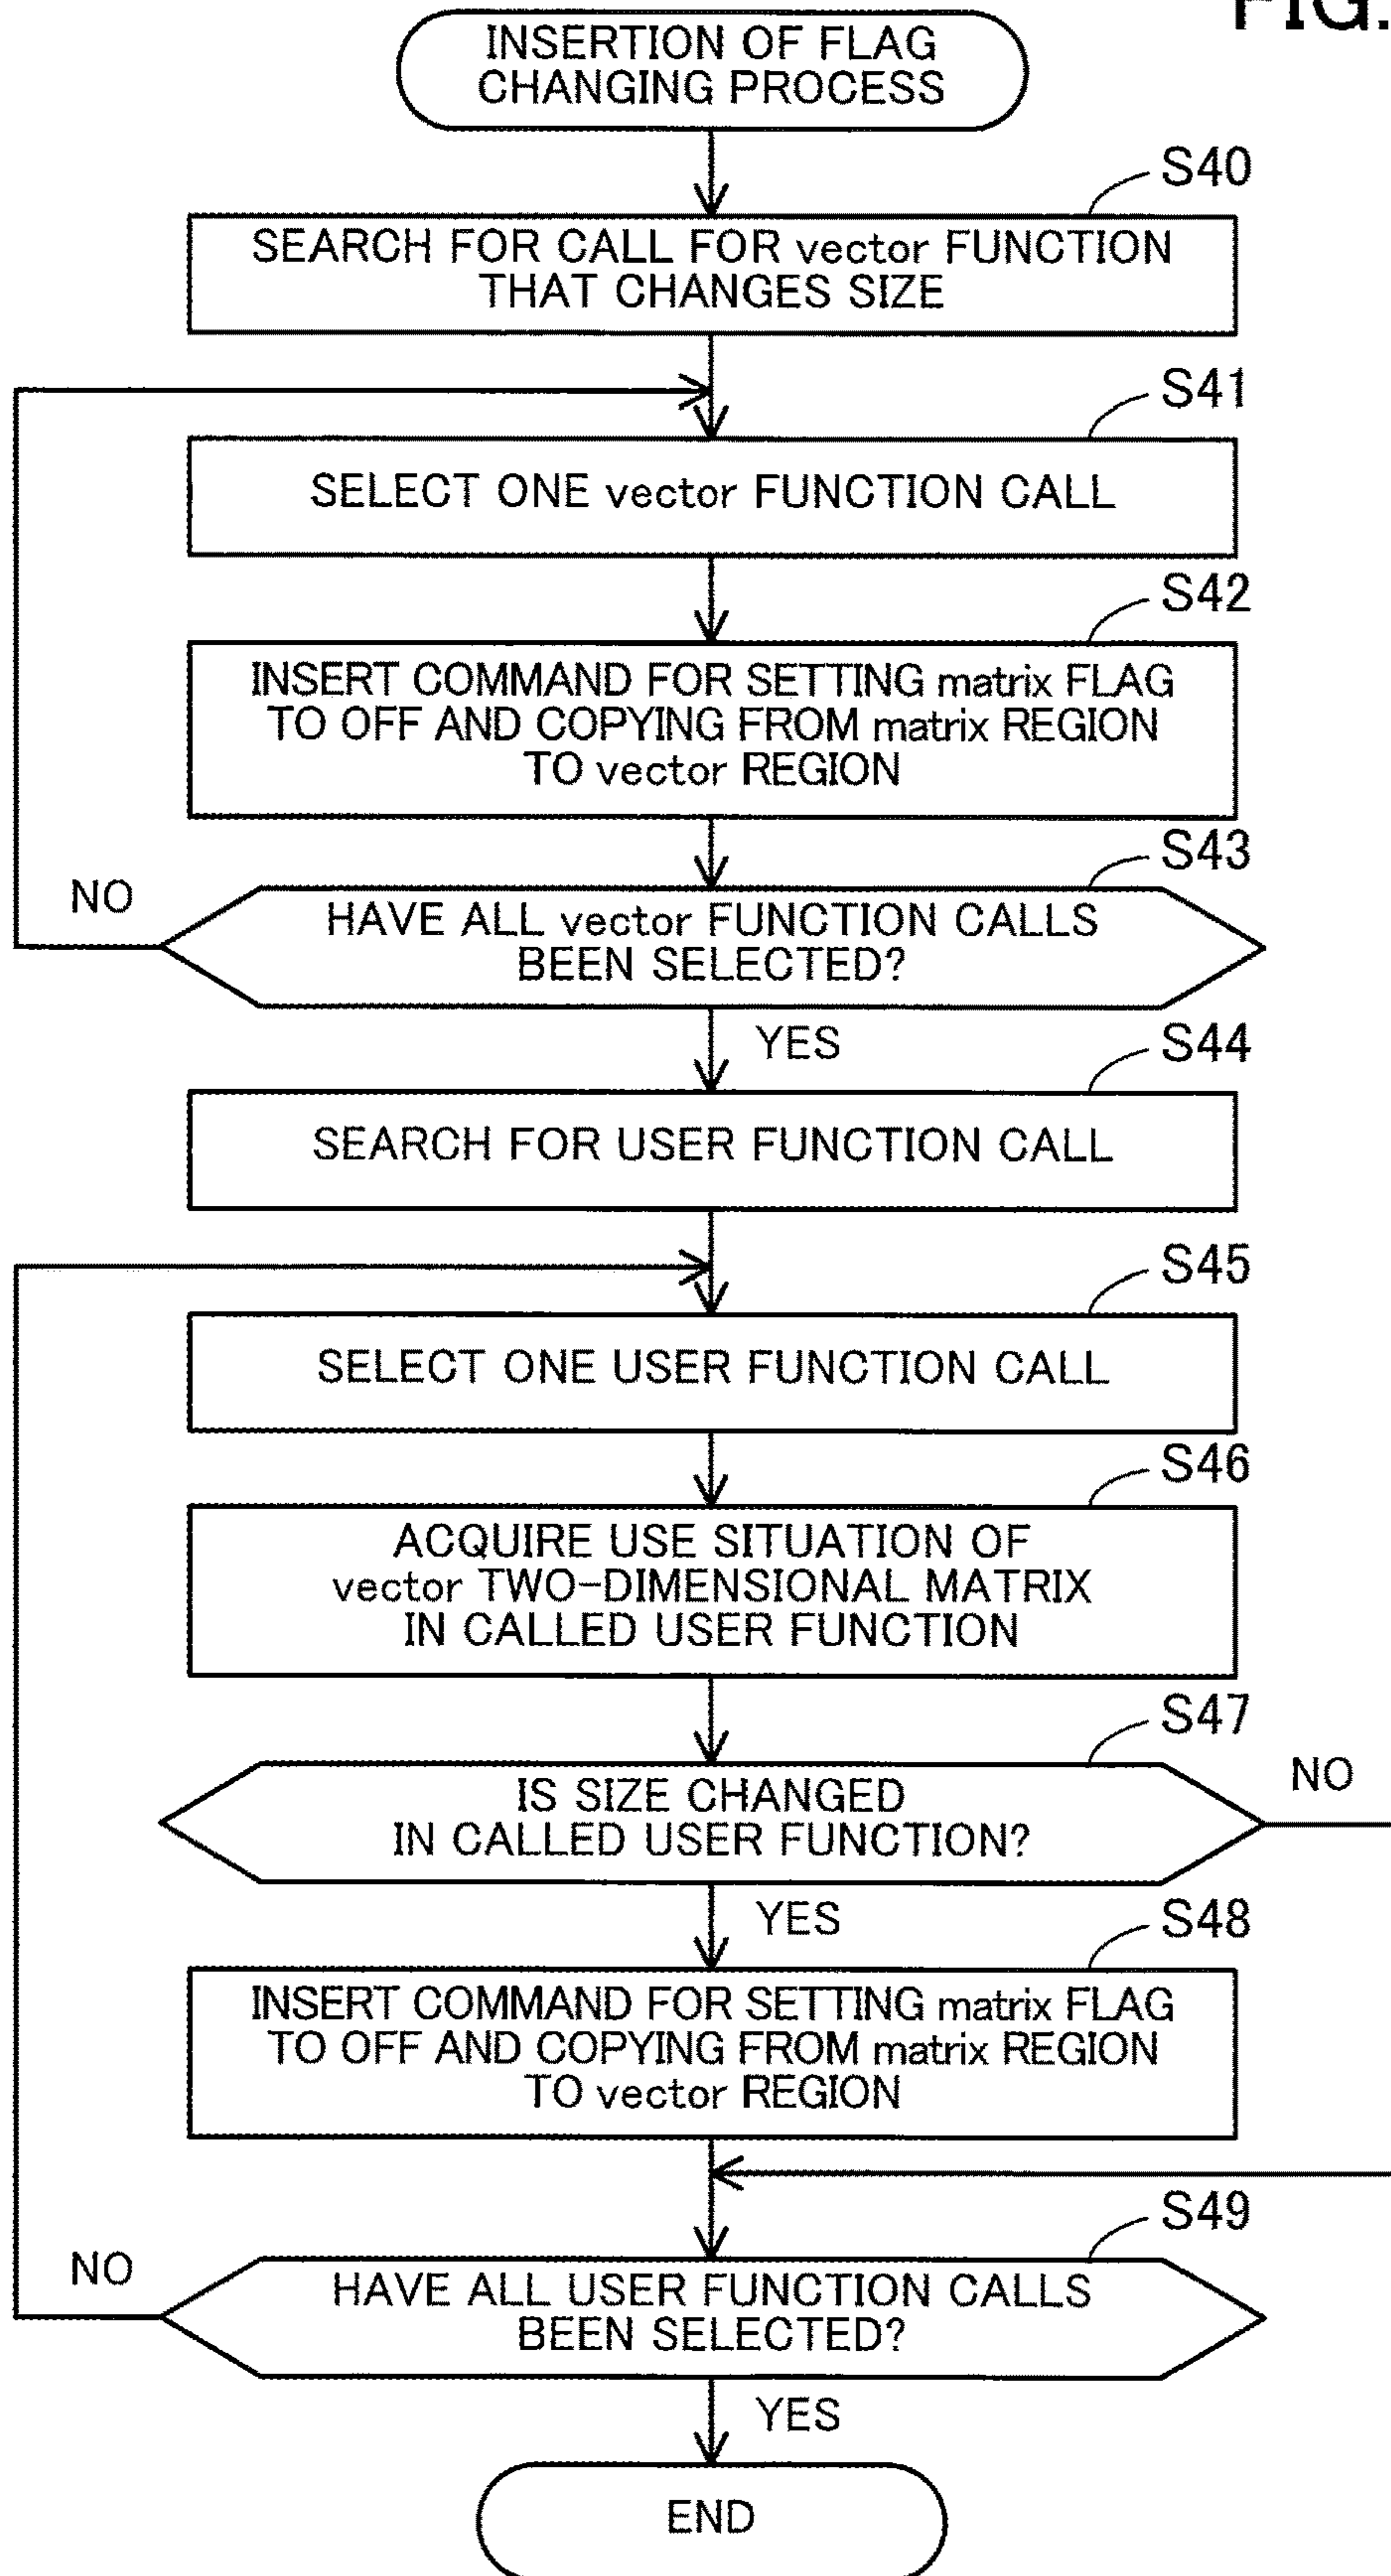 FIG.
INSERTION OF FLAG
CHANGING PROCESS
S40
SEARCH FOR CALL FOR vector FUNCTION
THAT CHANGES SIZE
S41
SELECT ONE vector FUNCTION CALL
S42
INSERT COMMAND FOR SETTING matrix FLAG
TO OFF AND COPYING FROM matrix REGION
TO vector REGION
S43
NO
HAVE ALL vector FUNCTION CALLS
BEEN SELECTED?
YES
S44
SEARCH FOR USER FUNCTION CALL
S45
SELECT ONE USER FUNCTION CALL
S46
ACQUIRE USE SITUATION OF
vector TWO-DIMENSIONAL MATRIX
IN CALLED USER FUNCTION
S47
NO
IS SIZE CHANGED
IN CALLED USER FUNCTION?
YES
S48
INSERT COMMAND FOR SETTING matrix FLAG
TO OFF AND COPYING FROM matrix REGION
TO vector REGION
S49
NO
HAVE ALL USER FUNCTION CALLS
BEEN SELECTED?
YES
END